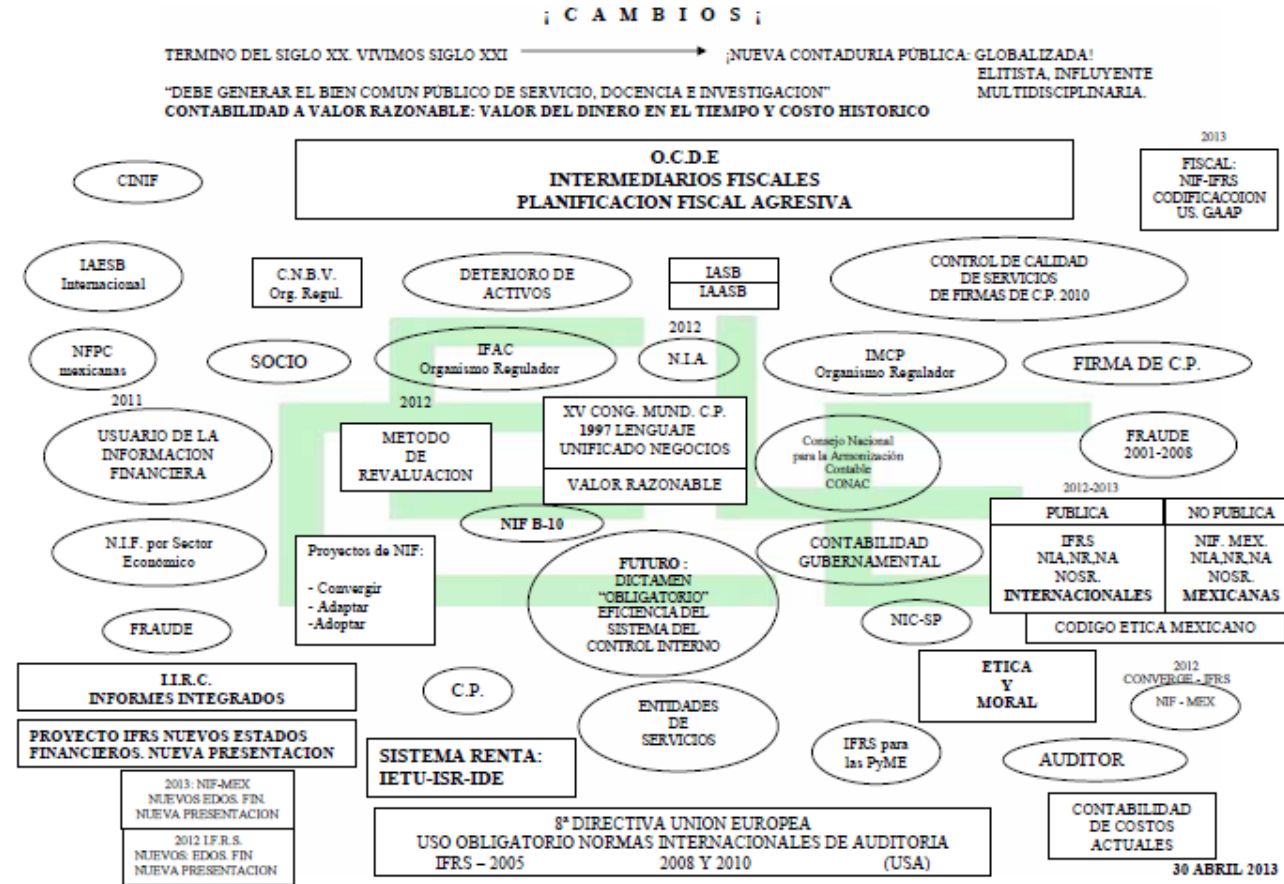 ¡ C A M B I O S ¡
TERMINO DEL SIGLO XX. VIVIMOS SIGLO XXI
¡NUEVA CONTADURIA PÚBLICA: GLOBALIZADA!
ELITISTA, INFLUYENTE
MULTIDISCIPLINARIA.
“DEBE GENERAR EL BIEN COMUN PÚBLICO DE SERVICIO, DOCENCIA E INVESTIGACION”
CONTABILIDAD A VALOR RAZONABLE: VALOR DEL DINERO EN EL TIEMPO Y COSTO HISTORICO
CINIF
O.C.D.E
INTERMEDIARIOS FISCALES
PLANIFICACION FISCAL AGRESIVA
2013
FISCAL:
NIF-IFRS
CODIFICACOION
US. GAAP
IAESB
Internacional
C.N.B.V.
Org. Regul.
DETERIORO DE
ACTIVOS
IASB
IAASB
CONTROL DE CALIDAD
DE SERVICIOS
DE FIRMAS DE C.P. 2010
NFPC
mexicanas
SOCIO
IFAC
Organismo Regulador
2012
N.I.A.
IMCP
Organismo Regulador
FIRMA DE C.P.
2011
USUARIO DE LA
INFORMACION
FINANCIERA
2012
METODO
DE
REVALUACION
XV CONG. MUND. C.P.
1997 LENGUAJE
UNIFICADO NEGOCIOS
VALOR RAZONABLE
Consejo Nacional
para la Armonización
Contable
CONAC
FRAUDE
2001-2008
NIF B-10
2012-2013
PUBLICA
NO PUBLICA
IFRS
NIA,NR,NA
NOSR.
INTERNACIONALES
NIF. MEX.
NIA,NR,NA
NOSR.
MEXICANAS
CODIGO ETICA MEXICANO
N.I.F. por Sector
Económico
Proyectos de NIF:
- Convergir
- Adaptar
-Adoptar
FUTURO :
DICTAMEN
“OBLIGATORIO”
EFICIENCIA DEL
SISTEMA DEL
CONTROL INTERNO
CONTABILIDAD
GUBERNAMENTAL
FRAUDE
NIC-SP
I.I.R.C.
INFORMES INTEGRADOS
C.P.
ETICA
Y
MORAL
2012
CONVERGE - IFRS
NIF - MEX
PROYECTO IFRS NUEVOS ESTADOS
FINANCIEROS. NUEVA PRESENTACION
ENTIDADES
DE
SERVICIOS
SISTEMA RENTA:
IETU-ISR-IDE
IFRS para
las PyME
AUDITOR
2013: NIF-MEX
NUEVOS EDOS. FIN.
NUEVA PRESENTACION
2012 I.F.R.S.
NUEVOS: EDOS. FIN
NUEVA PRESENTACION
8ª DIRECTIVA UNION EUROPEA
USO OBLIGATORIO NORMAS INTERNACIONALES DE AUDITORIA
IFRS – 2005 2008 Y 2010 (USA)
CONTABILIDAD
DE COSTOS
ACTUALES
30 ABRIL 2013